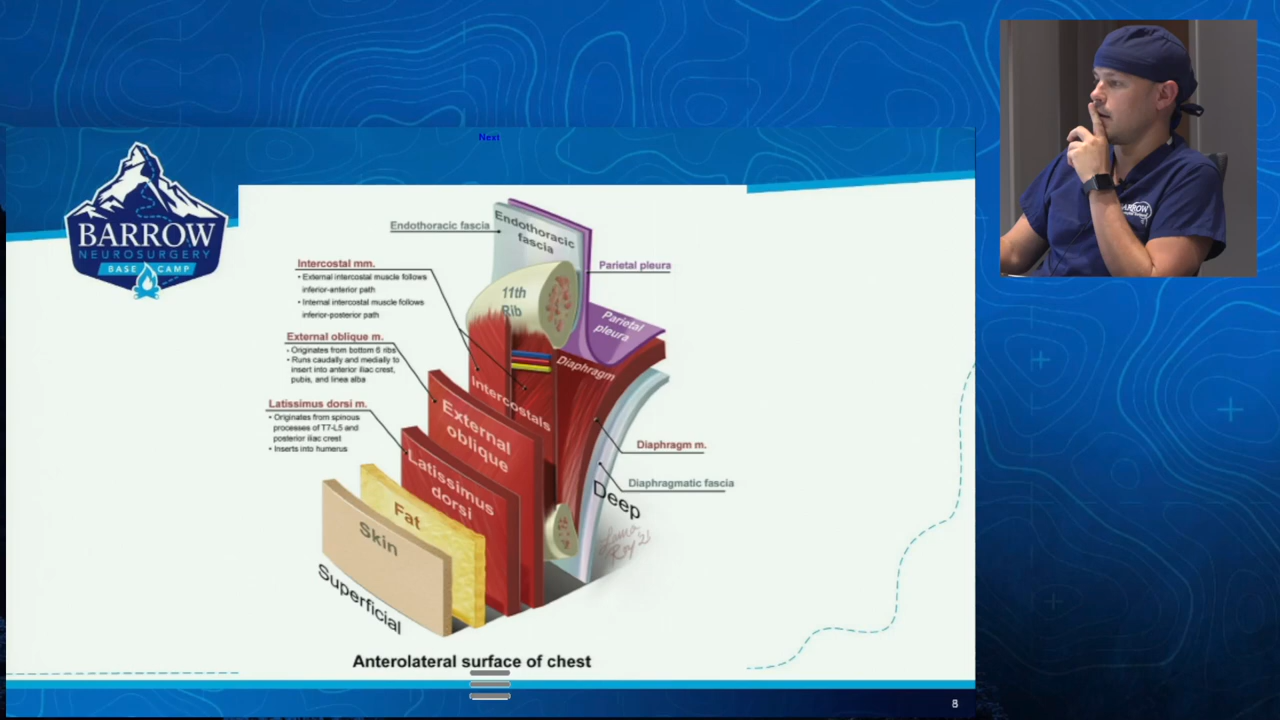 Next
BARROW
NEUROSURGERY
BASE CAMP
Endothoracic fascia
Endothoracic
fascia
Parietal pleura
Intercostal mm.
• External intercostal muscle follows
inferior-anterior path
• Internal intercostal muscle follows
inferior-posterior path
11th
Rib
Parietal
pleura
External oblique m.
• Originates from bottom 6 ribs
• Runs caudally and medially to
insert into anterior iliac crest,
pubis, and linea alba
Diaphragm
Intercostals
Latissimus dorsi m.
• Originates from spinous
processes of T7-L5 and
posterior iliac crest
• Inserts into humerus
External
oblique
Diaphragm m.
Latissimus
dorsi
Diaphragmatic fascia
Deep
Fat
Skin
Superficial
Anterolateral surface of chest
8
BARROW